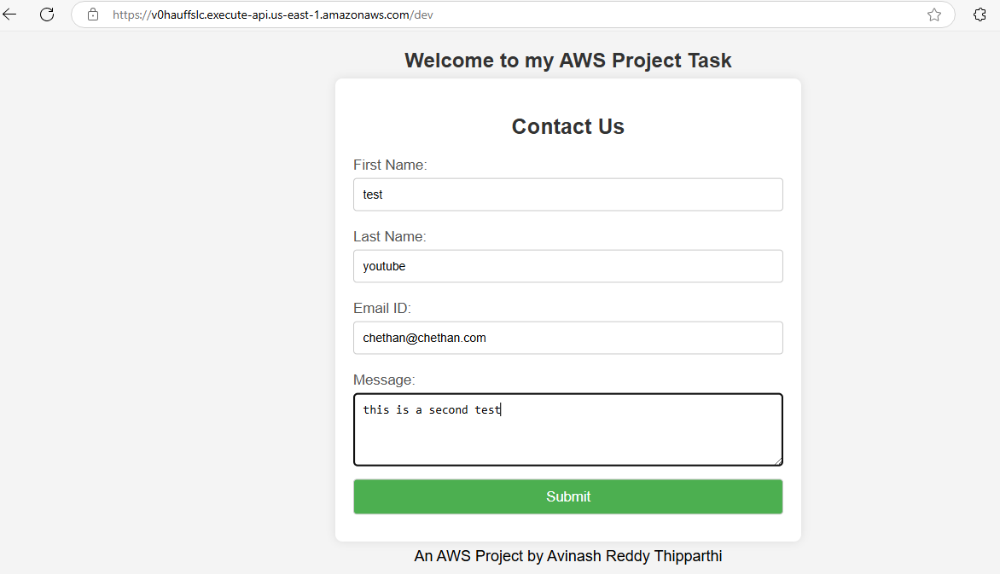 https://v0hauffslc.execute-api.us-east-1.amazonaws.com/dev
Welcome to my AWS Project Task
Contact Us
First Name:
test
Last Name:
youtube
Email ID:
chethan@chethan.com
Message:
this is a second test
Submit
An AWS Project by Avinash Reddy Thipparthi